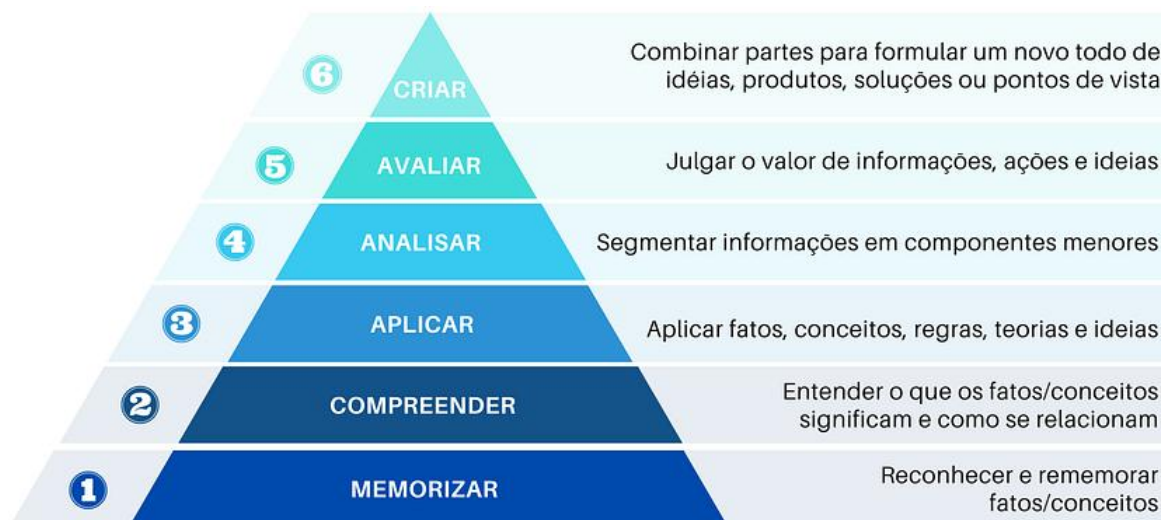 6
CRIAR
Combinar partes para formular um novo todo de
idéias, produtos, soluções ou pontos de vista
5
AVALIAR
Julgar o valor de informações, ações e ideias
4
ANALISAR
Segmentar informações em componentes menores
3
APLICAR
Aplicar fatos, conceitos, regras, teorias e ideias
2
COMPREENDER
Entender o que os fatos/conceitos
significam e como se relacionam
1
MEMORIZAR
Reconhecer e rememorar
fatos/conceitos